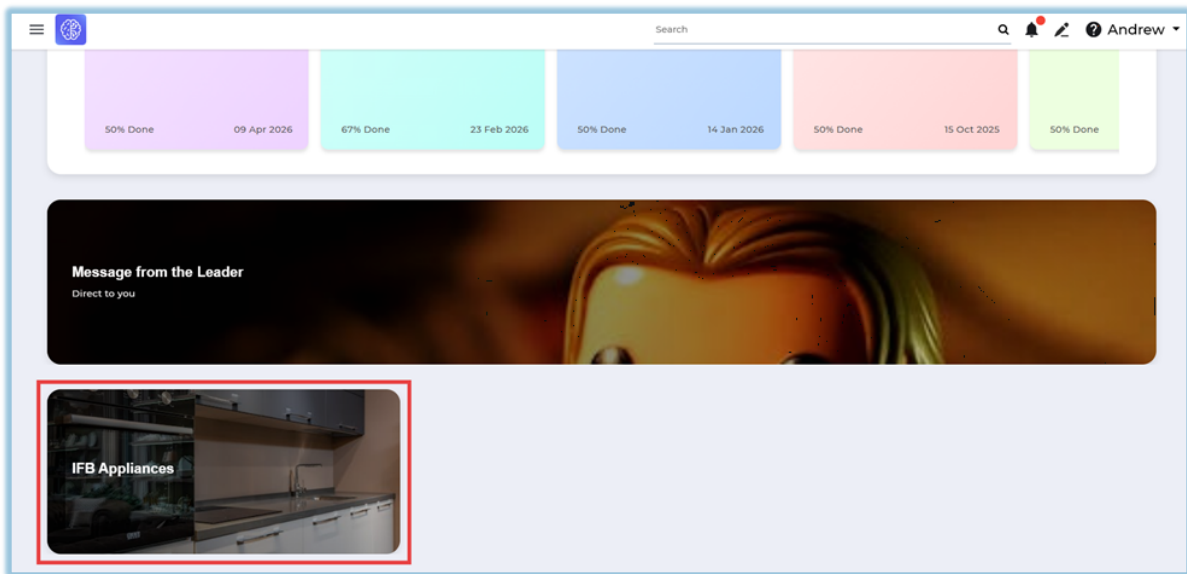 Search
Andrew
50% Done 09 Apr 2026
67% Done 23 Feb 2026
50% Done 14 Jan 2026
50% Done 15 Oct 2025
50% Done
Message from the Leader
Direct to you
IFB Appliances